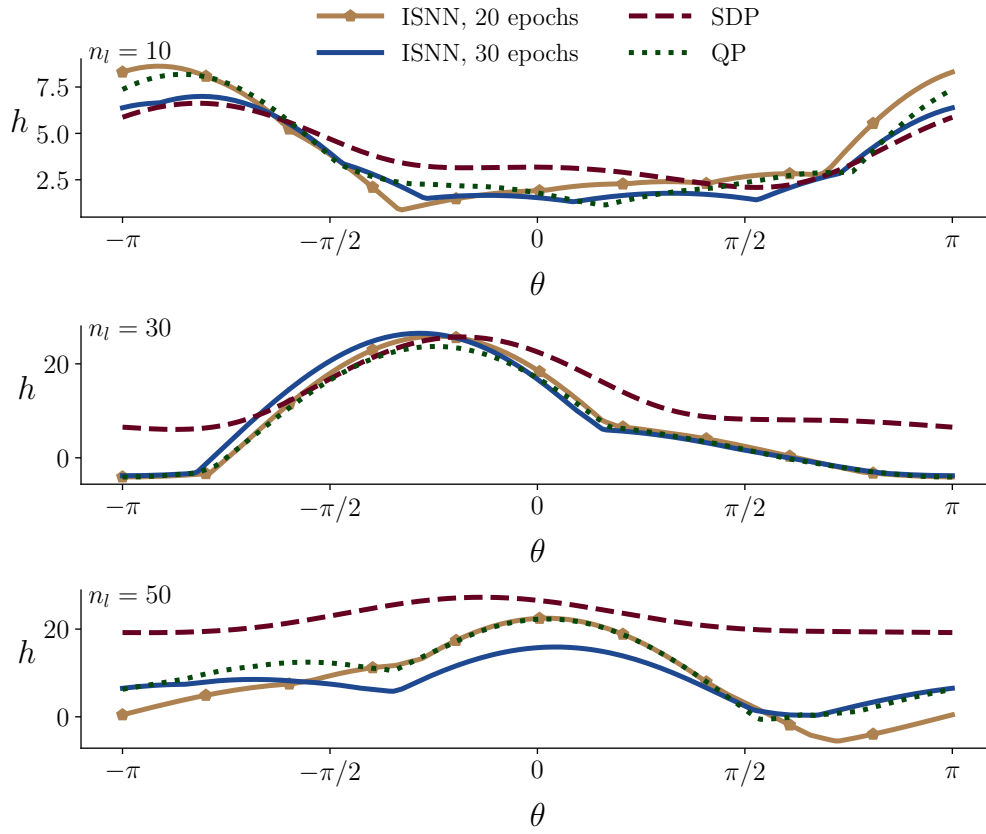 ISNN, 20 epochs
SDP
ISNN, 30 epochs
QP
n_l = 10
h
7.5
5.0
2.5
−π
−π/2
0
π/2
π
θ
n_l = 30
h
20
0
−π
−π/2
0
π/2
π
θ
n_l = 50
h
20
0
−π
−π/2
0
π/2
π
θ